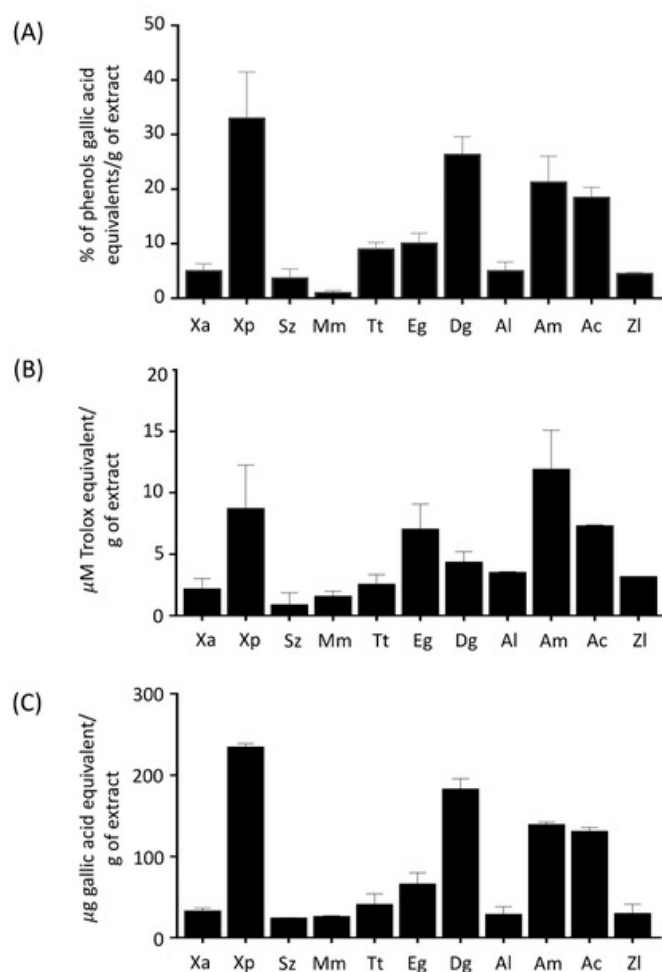 (A)
% of phenols gallic acid
equivalents/g of extract
50
40
30
20
10
0
Xa Xp Sz Mm Tt Eg Dg Al Am Ac Zl
(B)
µM Trolox equivalent/
g of extract
20
15
10
5
0
Xa Xp Sz Mm Tt Eg Dg Al Am Ac Zl
(C)
µg gallic acid equivalent/
g of extract
300
200
100
0
Xa Xp Sz Mm Tt Eg Dg Al Am Ac Zl